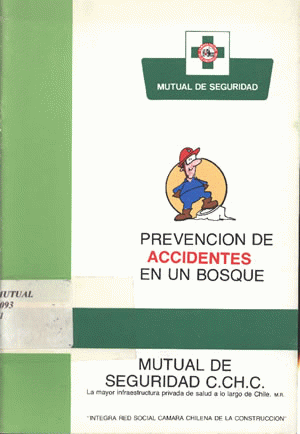 MUTUAL DE SEGURIDAD
PREVENCION DE
ACCIDENTES
EN UN BOSQUE
MUTUAL
093
1
MUTUAL DE
SEGURIDAD C.CH.C.
La mayor infraestructura privada de salud a lo largo de Chile. M.R.
"INTEGRA RED SOCIAL CAMARA CHILENA DE LA CONSTRUCCION"